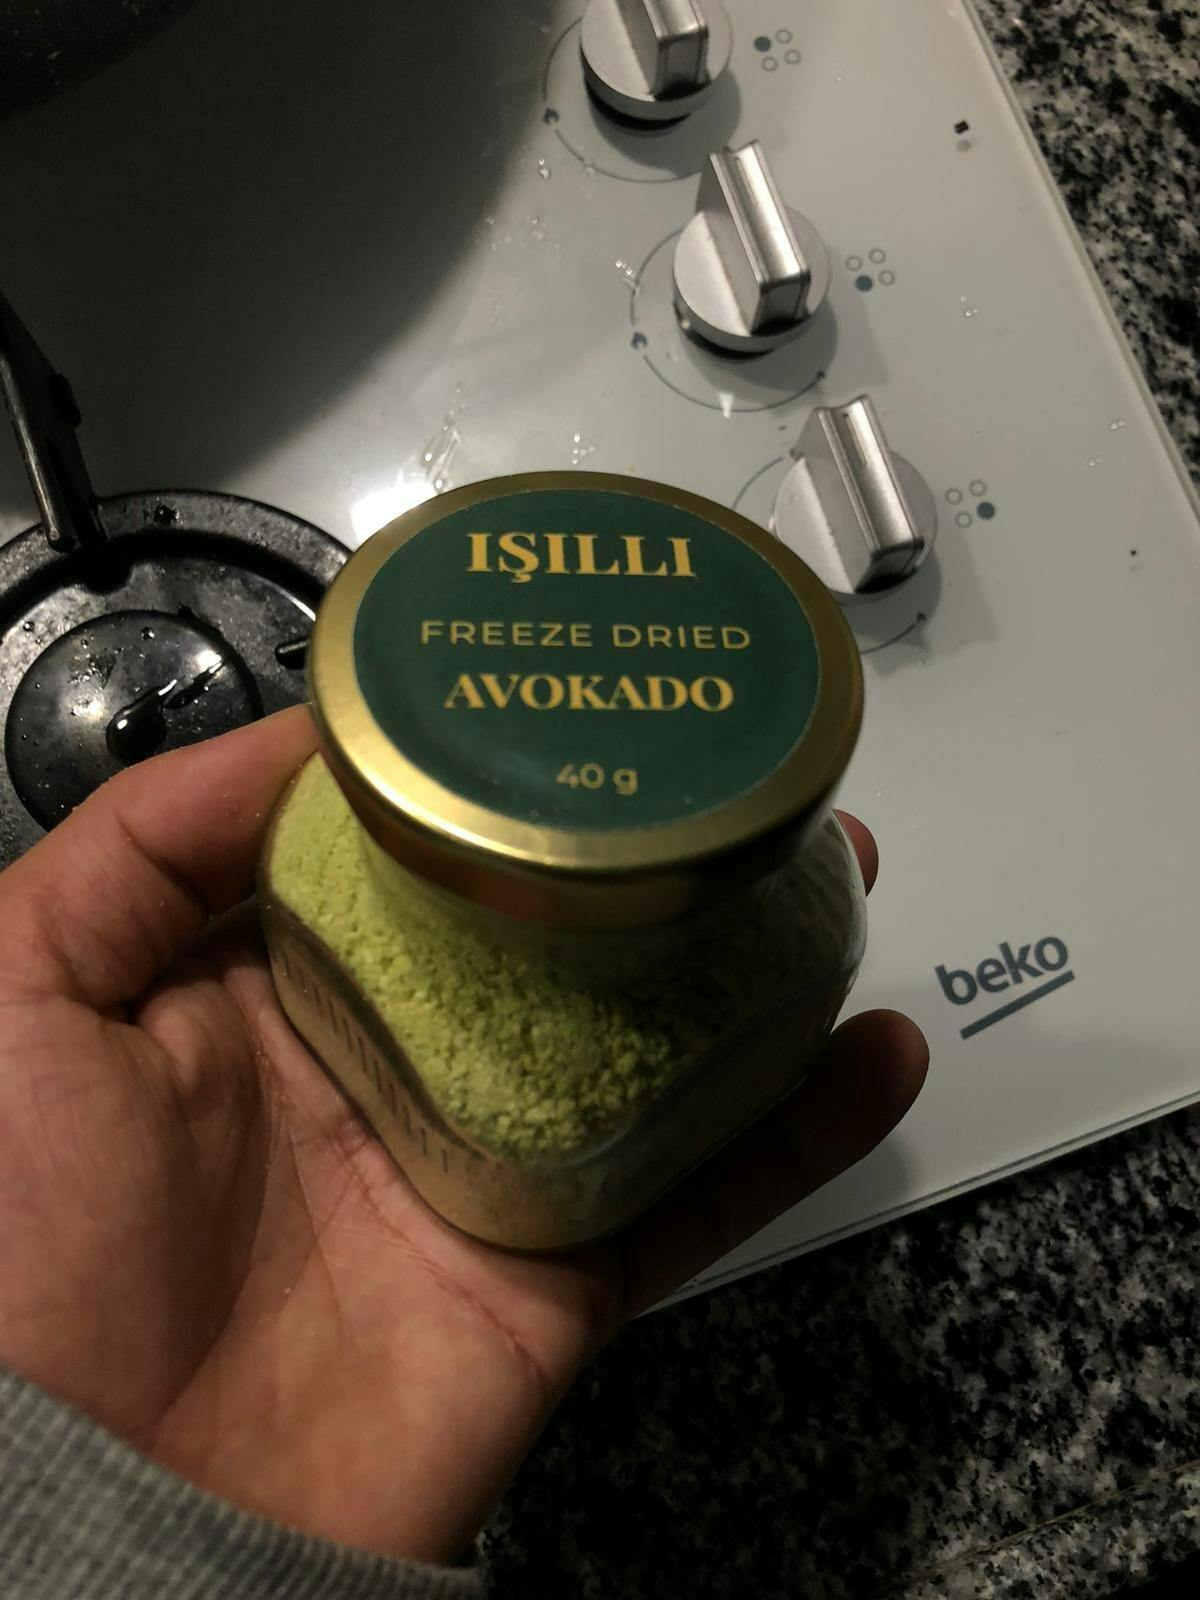 IŞILLI
FREEZE DRIED
AVOKADO
40 g
beko